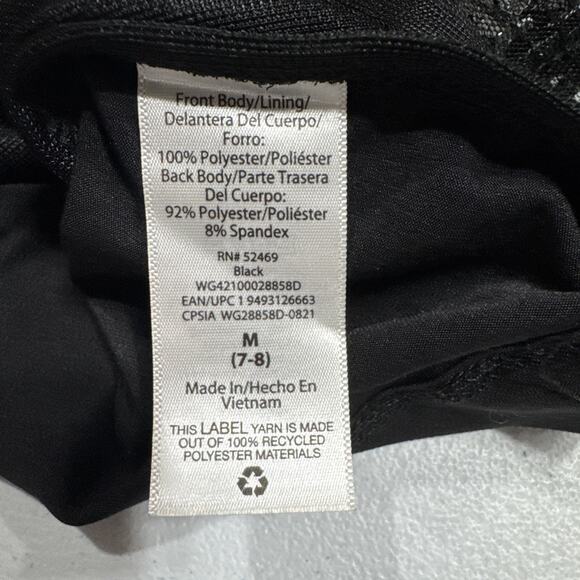 Front Body/Lining/
Delantera Del Cuerpo/
Forro:
100% Polyester/Poliéster
Back Body/Parte Trasera
Del Cuerpo:
92% Polyester/Poliéster
8% Spandex
RN# 52469
Black
WG42100028858D
EAN/UPC 1 9493126663
CPSIA WG28858D-0821
M
(7-8)
Made In/Hecho En
Vietnam
THIS LABEL YARN IS MADE
OUT OF 100% RECYCLED
POLYESTER MATERIALS